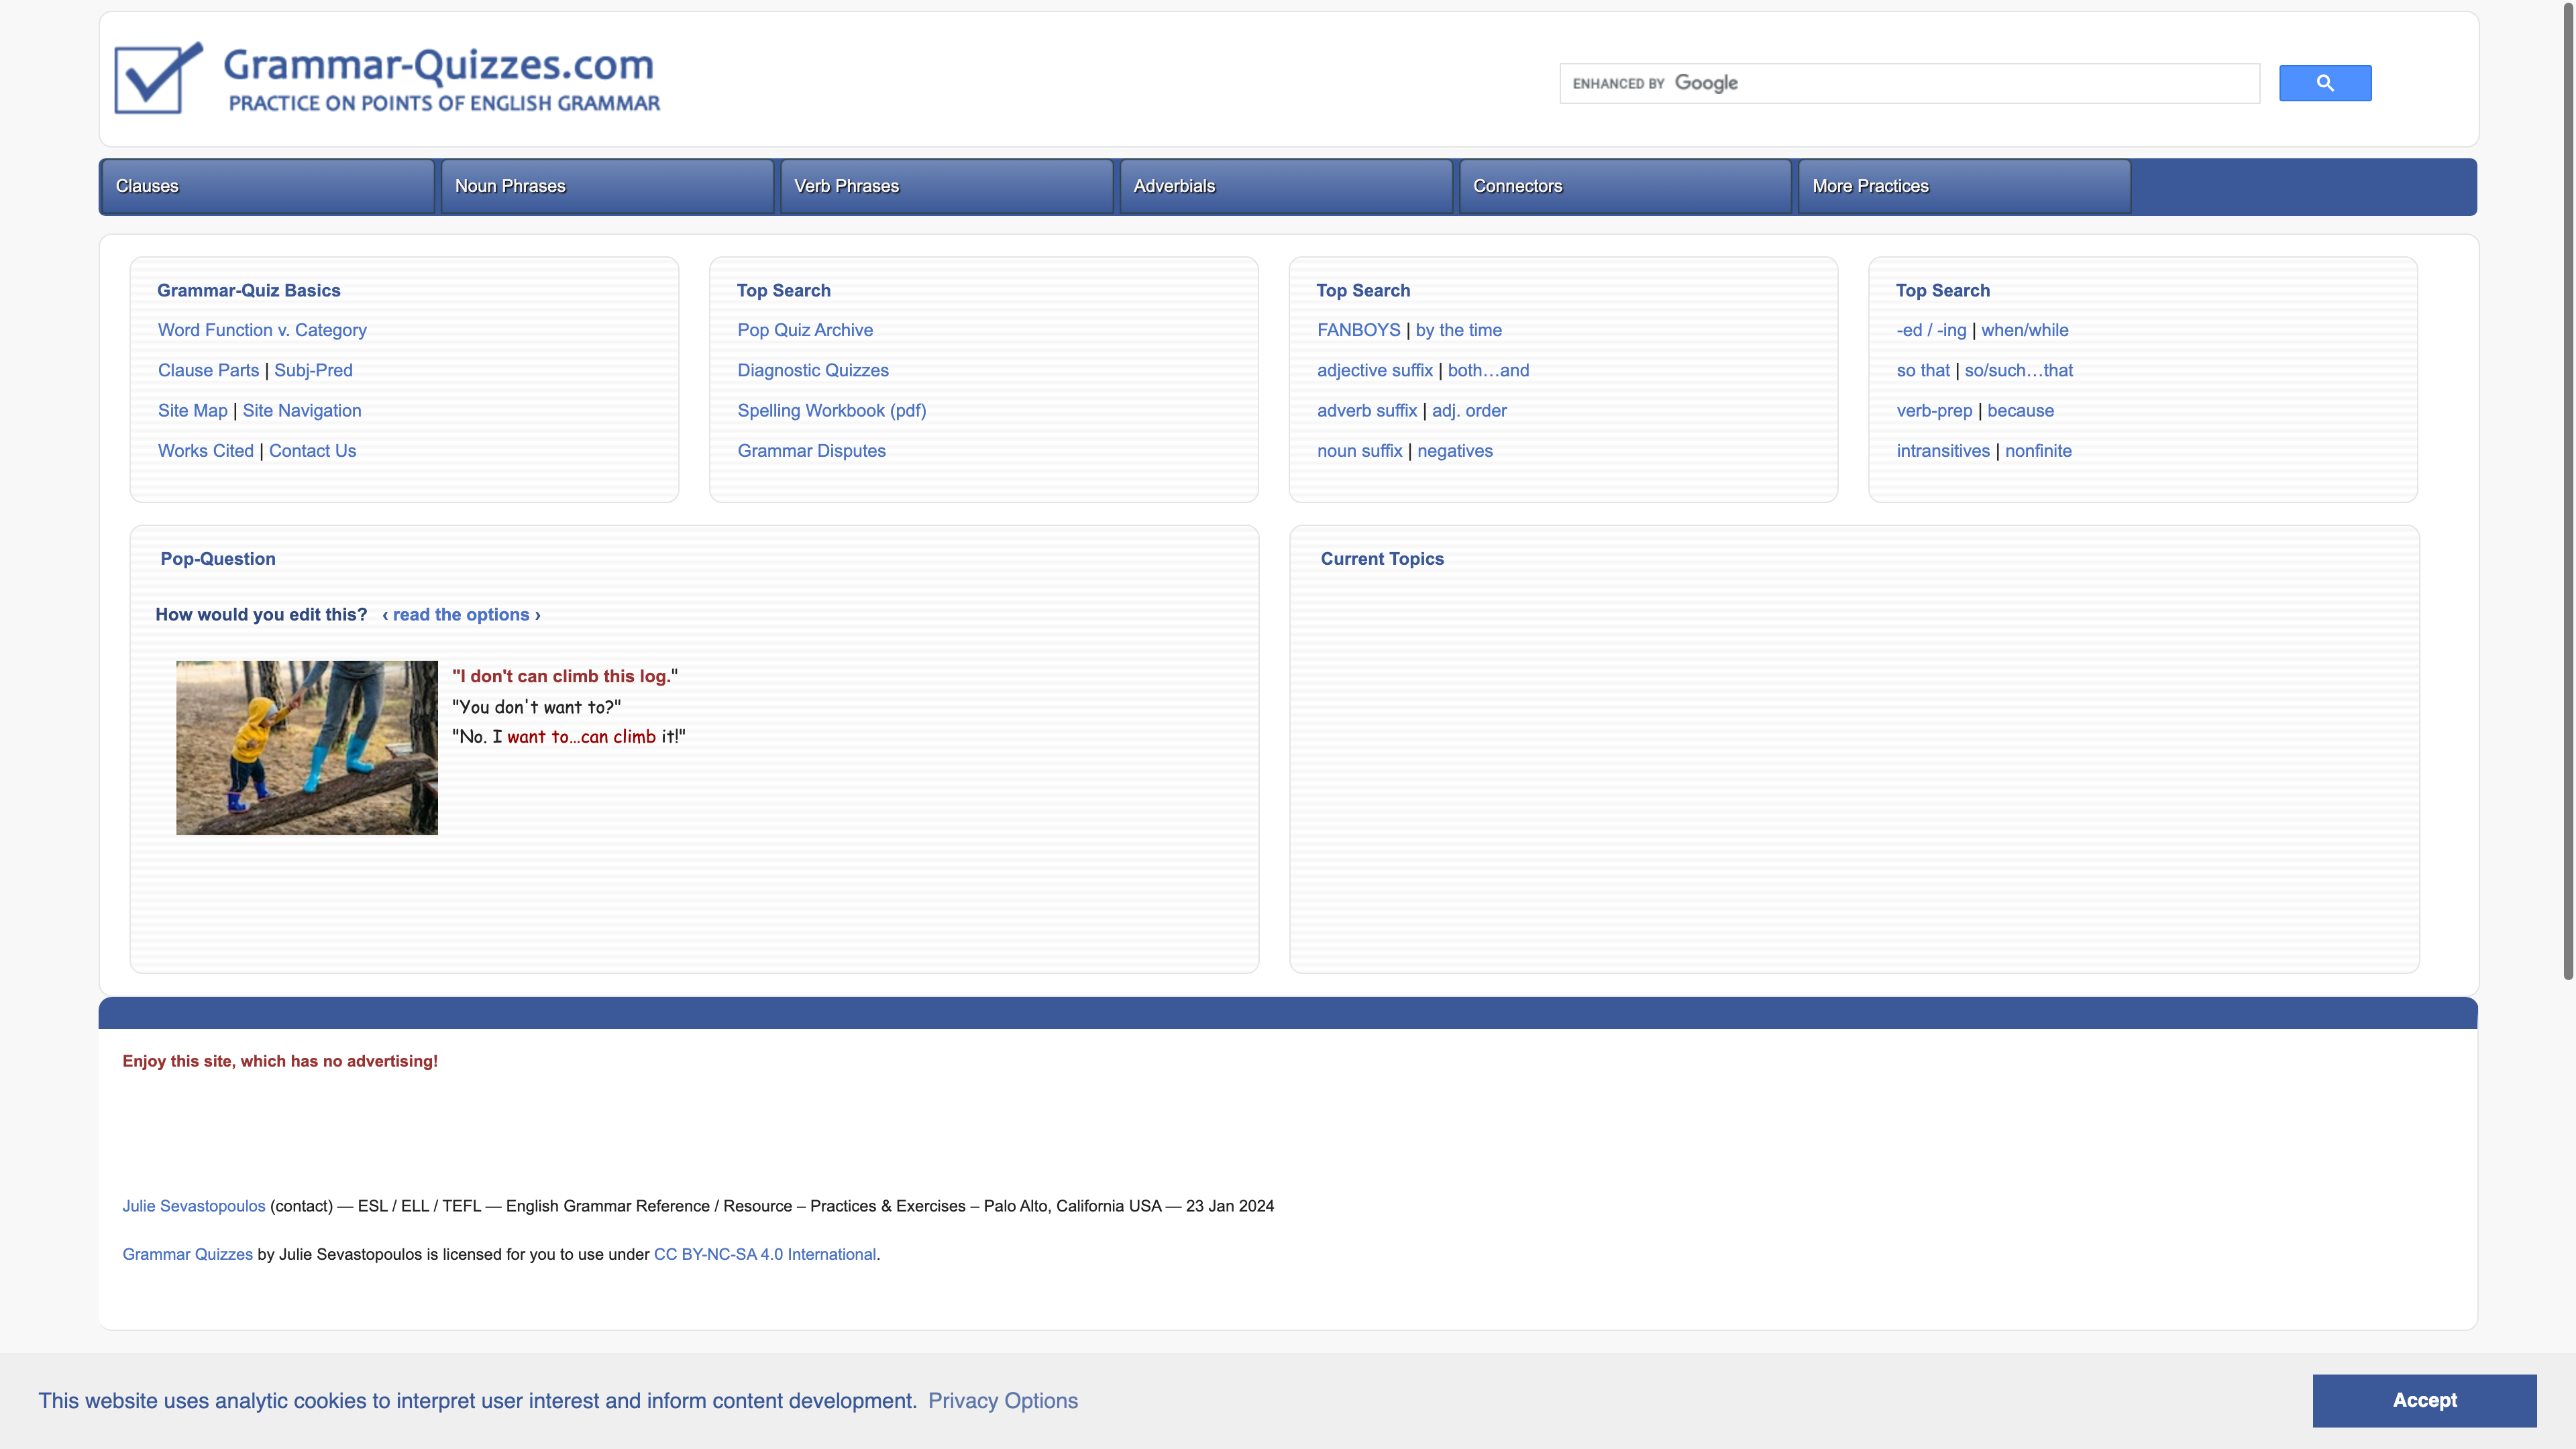 Grammar-Quizzes.com
PRACTICE ON POINTS OF ENGLISH GRAMMAR
ENHANCED BY Google
Clauses
Noun Phrases
Verb Phrases
Adverbials
Connectors
More Practices
Grammar-Quiz Basics
Word Function v. Category
Clause Parts | Subj-Pred
Site Map | Site Navigation
Works Cited | Contact Us
Top Search
Pop Quiz Archive
Diagnostic Quizzes
Spelling Workbook (pdf)
Grammar Disputes
Top Search
FANBOYS | by the time
adjective suffix | both…and
adverb suffix | adj. order
noun suffix | negatives
Top Search
-ed / -ing | when/while
so that | so/such…that
verb-prep | because
intransitives | nonfinite
Pop-Question
How would you edit this? ‹ read the options ›
"I don't can climb this log."
"You don't want to?"
"No. I want to…can climb it!"
Current Topics
Enjoy this site, which has no advertising!
Julie Sevastopoulos (contact) — ESL / ELL / TEFL — English Grammar Reference / Resource – Practices & Exercises – Palo Alto, California USA — 23 Jan 2024
Grammar Quizzes by Julie Sevastopoulos is licensed for you to use under CC BY-NC-SA 4.0 International.
This website uses analytic cookies to interpret user interest and inform content development. Privacy Options
Accept